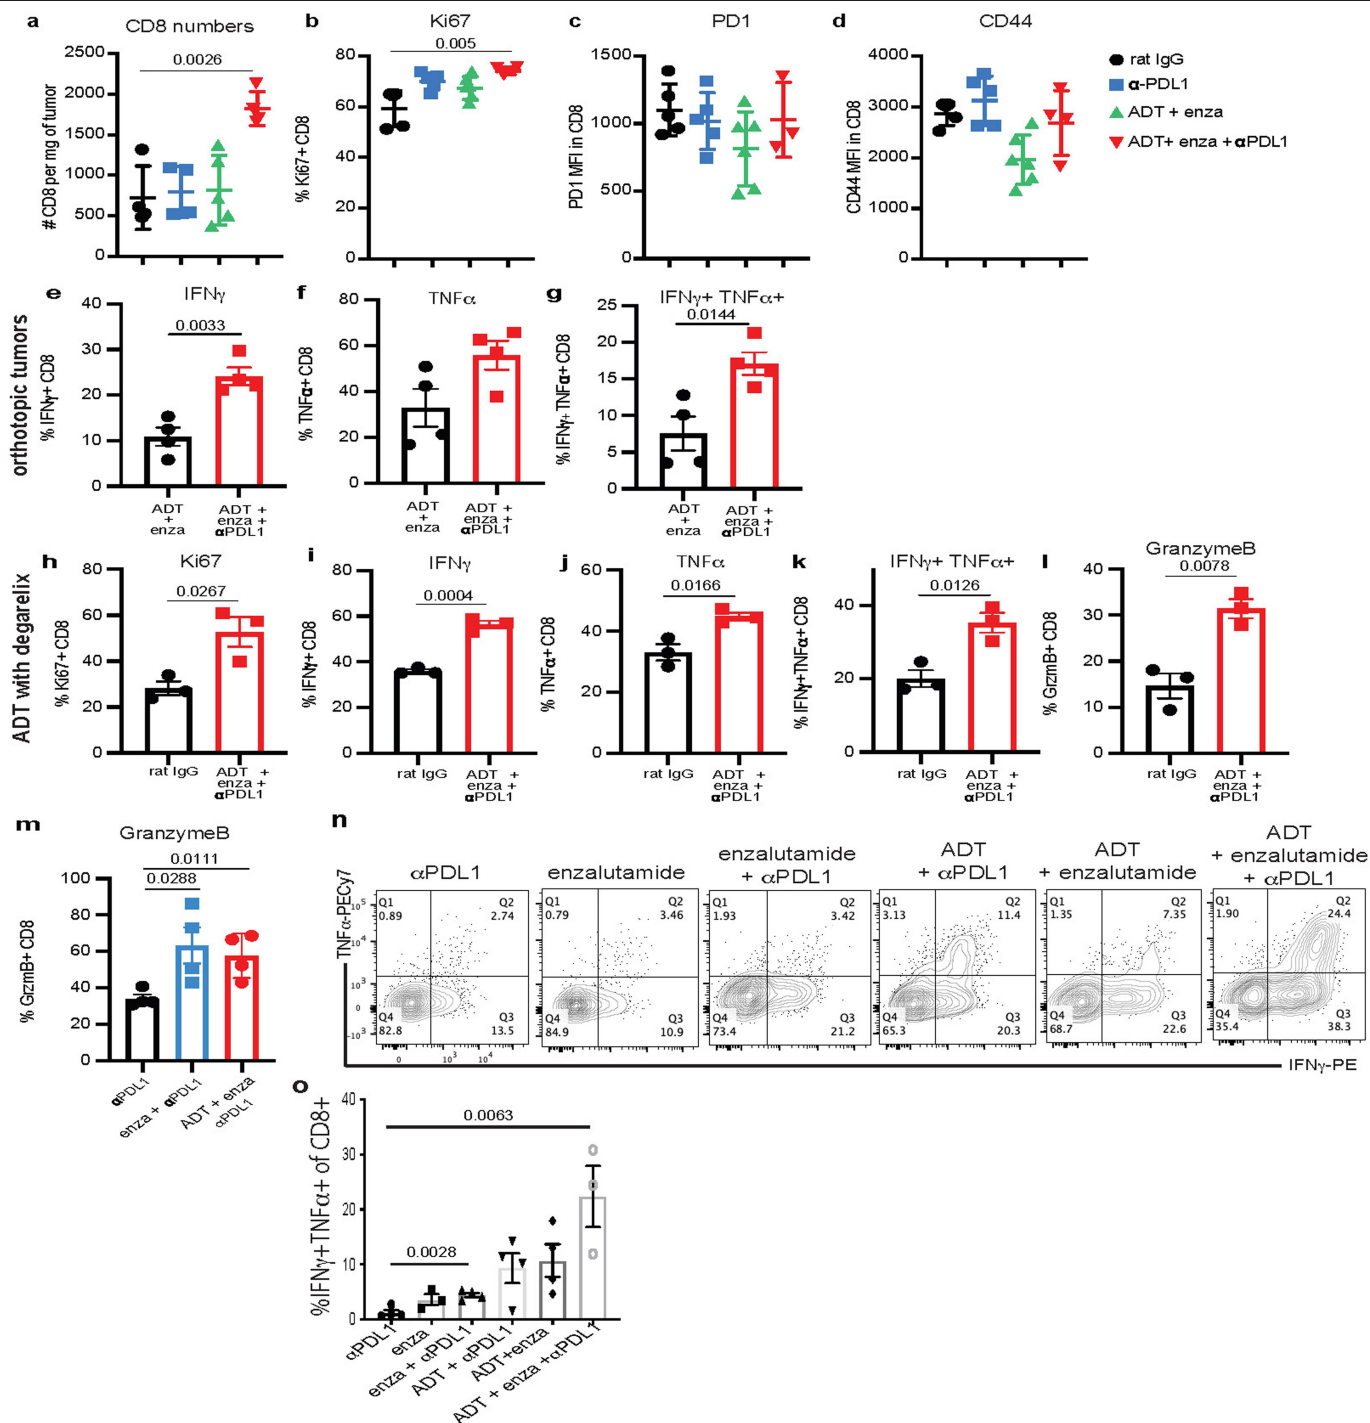 a
CD8 numbers
0.0026
2500
2000
1500
1000
500
0
# CD8 per mg of tumor
b
Ki67
0.005
80
60
40
20
0
% Ki67+ CD8
c
PD1
1500
1000
500
0
PD1 MFI in CD8
d
CD44
4000
3000
2000
1000
0
CD44 MFI in CD8
rat IgG
α-PDL1
ADT + enza
ADT+ enza +αPDL1
orthotopic tumors
e
IFNγ
0.0033
40
30
20
10
0
% IFNγ+ CD8
ADT
+
enza
ADT +
enza +
αPDL1
f
TNFα
80
60
40
20
0
% TNFα+ CD8
ADT
+
enza
ADT +
enza +
αPDL1
g
IFNγ+ TNFα+
0.0144
25
20
15
10
5
0
% IFNγ+TNFα+ CD8
ADT
+
enza
ADT +
enza +
αPDL1
ADT with degarelix
h
Ki67
0.0267
80
60
40
20
0
% Ki67+ CD8
rat IgG
ADT +
enza +
αPDL1
i
IFNγ
0.0004
80
60
40
20
0
% IFNγ+ CD8
rat IgG
ADT +
enza +
αPDL1
j
TNFα
0.0166
60
40
20
0
% TNFα+ CD8
rat IgG
ADT +
enza +
αPDL1
k
IFNγ+ TNFα+
0.0126
40
20
0
% IFNγ+TNFα+ CD8
rat IgG
ADT +
enza +
αPDL1
l
GranzymeB
0.0078
40
30
20
10
0
% GrzmB+ CD8
rat IgG
ADT +
enza +
αPDL1
m
GranzymeB
0.0111
0.0288
100
80
60
40
20
0
% GrzmB+ CD8
αPDL1
enza + αPDL1
ADT + enza
αPDL1
n
TNFα-PECy7
αPDL1
Q1
0.89
Q2
2.74
Q4
82.8
Q3
13.5
10⁵
10⁴
10³
0
-10³
0
10³
10⁴
enzalutamide
Q1
0.79
Q2
3.46
Q4
84.9
Q3
10.9
enzalutamide
+ αPDL1
Q1
1.93
Q2
3.42
Q4
73.4
Q3
21.2
ADT
+ αPDL1
Q1
3.13
Q2
11.4
Q4
65.3
Q3
20.3
ADT
+ enzalutamide
Q1
1.35
Q2
7.35
Q4
68.7
Q3
22.6
ADT
+ enzalutamide
+ αPDL1
Q1
1.90
Q2
24.4
Q4
35.4
Q3
38.3
IFNγ-PE
o
0.0063
0.0028
40
30
20
10
0
%IFNγ+TNFα+ of CD8+
αPDL1
enza
enza + αPDL1
ADT + αPDL1
ADT+enza
ADT + enza +αPDL1